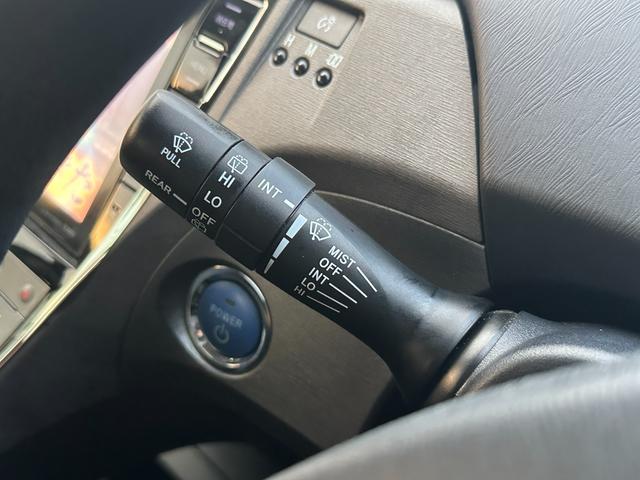 H M
PULL
REAR
HI
LO
OFF
INT
MIST
OFF
INT
LO
HI
POWER